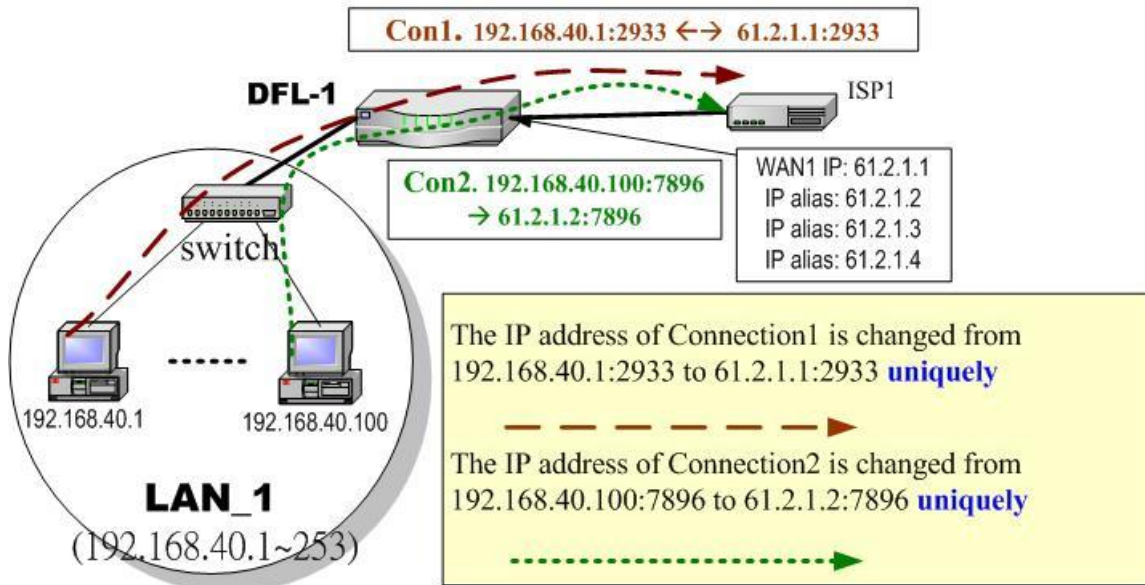 Con1. 192.168.40.1:2933 ←→ 61.2.1.1:2933
DFL-1
ISP1
Con2. 192.168.40.100:7896
→ 61.2.1.2:7896
WAN1 IP: 61.2.1.1
IP alias: 61.2.1.2
IP alias: 61.2.1.3
IP alias: 61.2.1.4
switch
192.168.40.1
192.168.40.100
LAN_1
(192.168.40.1~253)
The IP address of Connection1 is changed from
192.168.40.1:2933 to 61.2.1.1:2933 uniquely
The IP address of Connection2 is changed from
192.168.40.100:7896 to 61.2.1.2:7896 uniquely